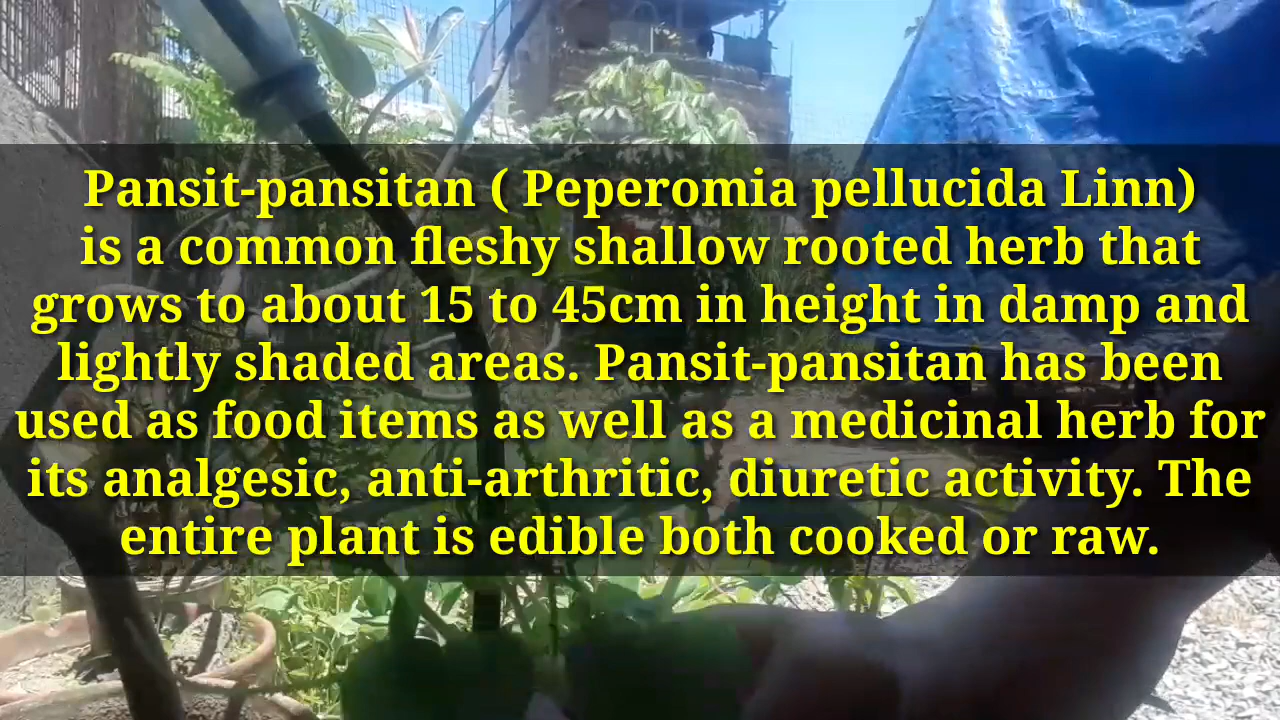 Pansit-pansitan ( Peperomia pellucida Linn)
is a common fleshy shallow rooted herb that
grows to about 15 to 45cm in height in damp and
lightly shaded areas. Pansit-pansitan has been
used as food items as well as a medicinal herb for
its analgesic, anti-arthritic, diuretic activity. The
entire plant is edible both cooked or raw.